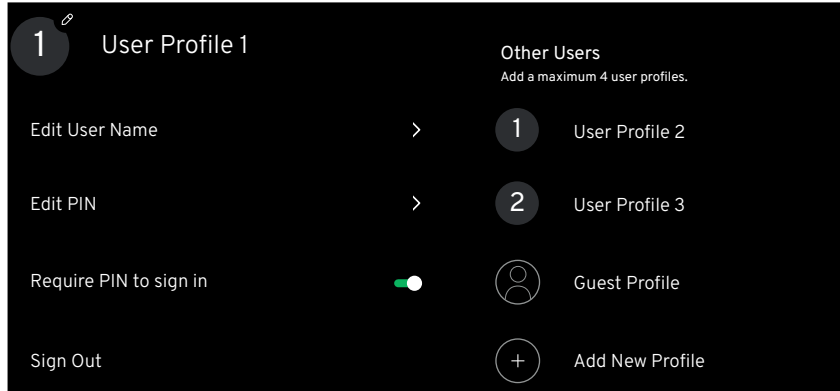 1
User Profile 1
Edit User Name
Edit PIN
Require PIN to sign in
Sign Out
Other Users
Add a maximum 4 user profiles.
1
User Profile 2
2
User Profile 3
Guest Profile
Add New Profile